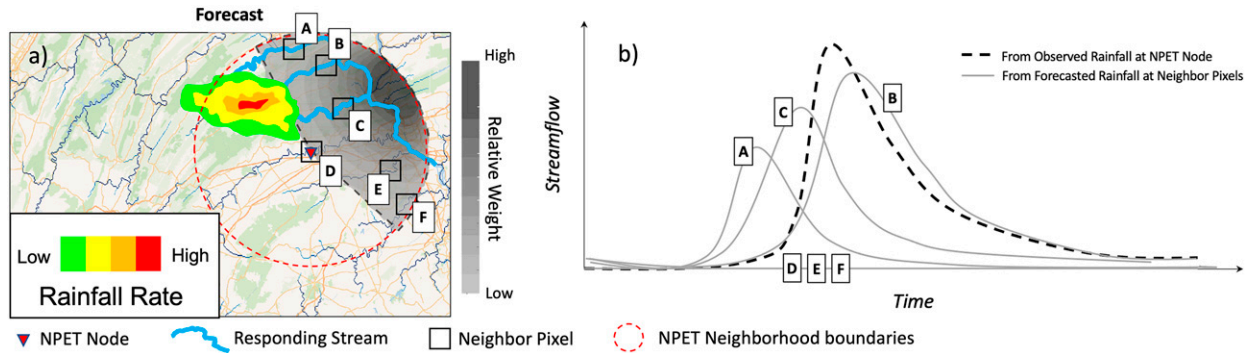 Forecast
a)
A
B
C
D
E
F
High
Relative Weight
Low
Low High
Rainfall Rate
b)
From Observed Rainfall at NPET Node
From Forecasted Rainfall at Neighbor Pixels
Streamflow
A
C
B
D E F
Time
NPET Node Responding Stream Neighbor Pixel NPET Neighborhood boundaries